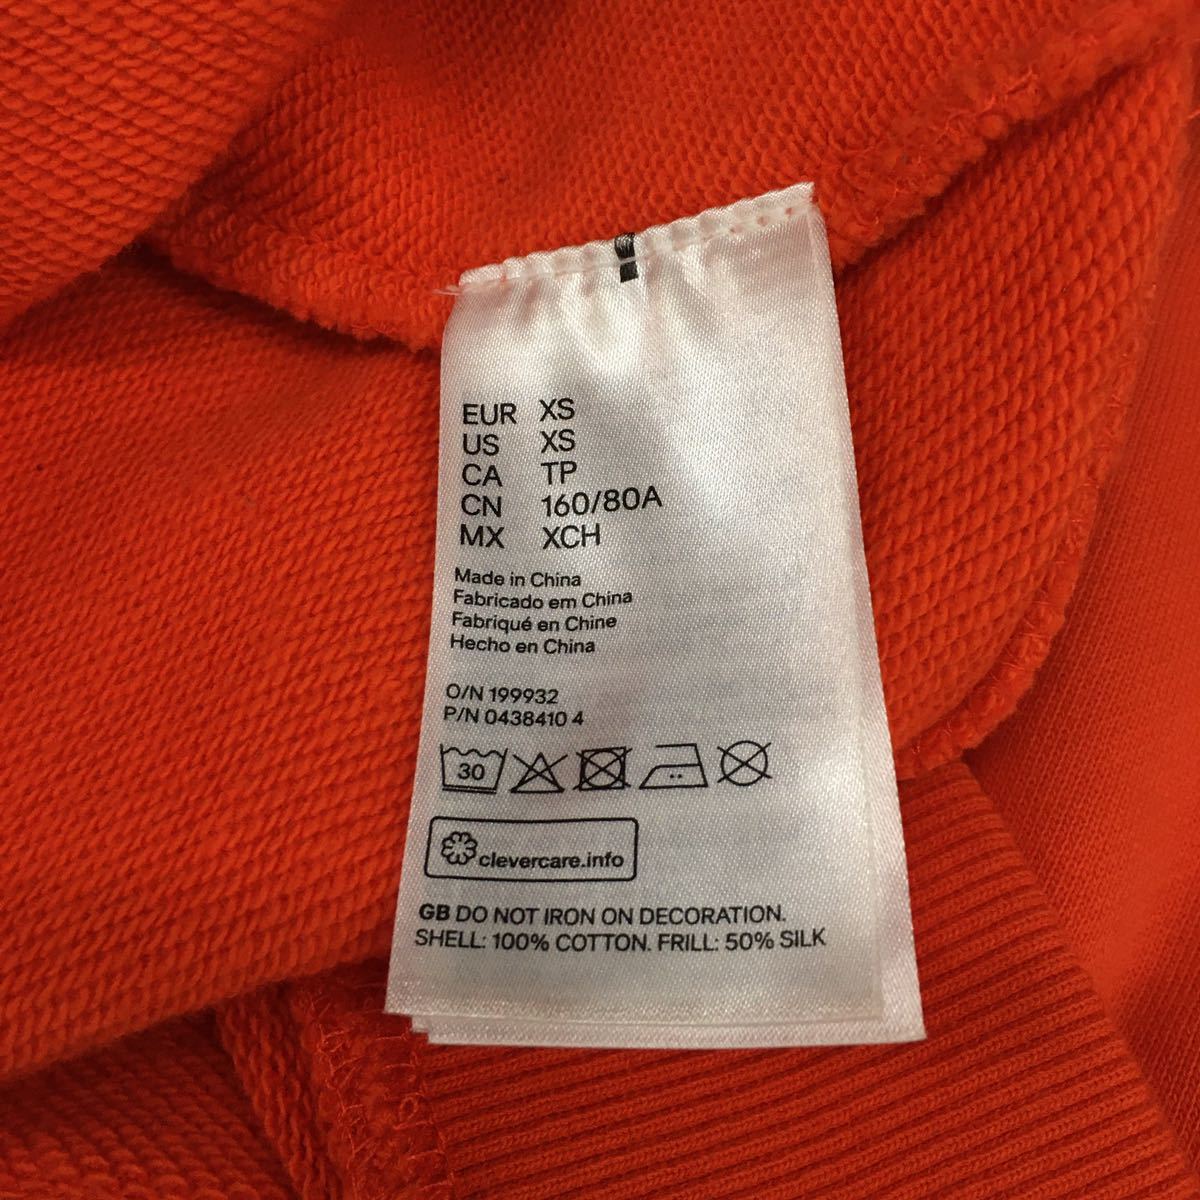 EUR XS
US XS
CA TP
CN 160/80A
MX XCH
Made in China
Fabricado em China
Fabriqué en Chine
Hecho en China
O/N 199932
P/N 0438410 4
30
clevercare.info
GB DO NOT IRON ON DECORATION.
SHELL: 100% COTTON. FRILL: 50% SILK